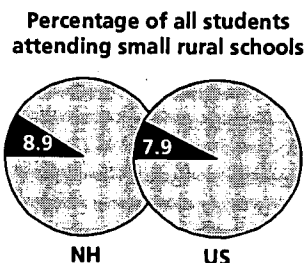 Percentage of all students
attending small rural schools
8.9
7.9
NH
US